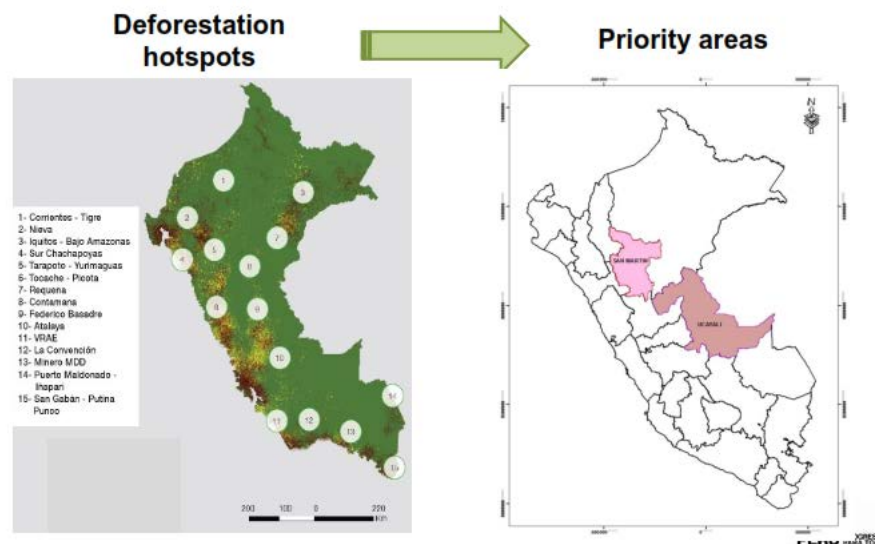 Deforestation
hotspots
Priority areas
1- Corrientes - Tigre
2- Nieva
3- Iquitos - Bajo Amazonas
4- Sur Chachapoyas
5- Tarapoto - Yurimaguas
6- Tocache - Picota
7- Requena
8- Contamana
9- Federico Basadre
10- Atalaya
11- VRAE
12- La Convención
13- Minero MDD
14- Puerto Maldonado -
Iñapari
15- San Gabán - Putina
Punco
1
2
3
4
5
7
6
8
9
10
11
12
13
14
15
200 100 0 220
Km
N
SAN MARTIN
UCAYALI